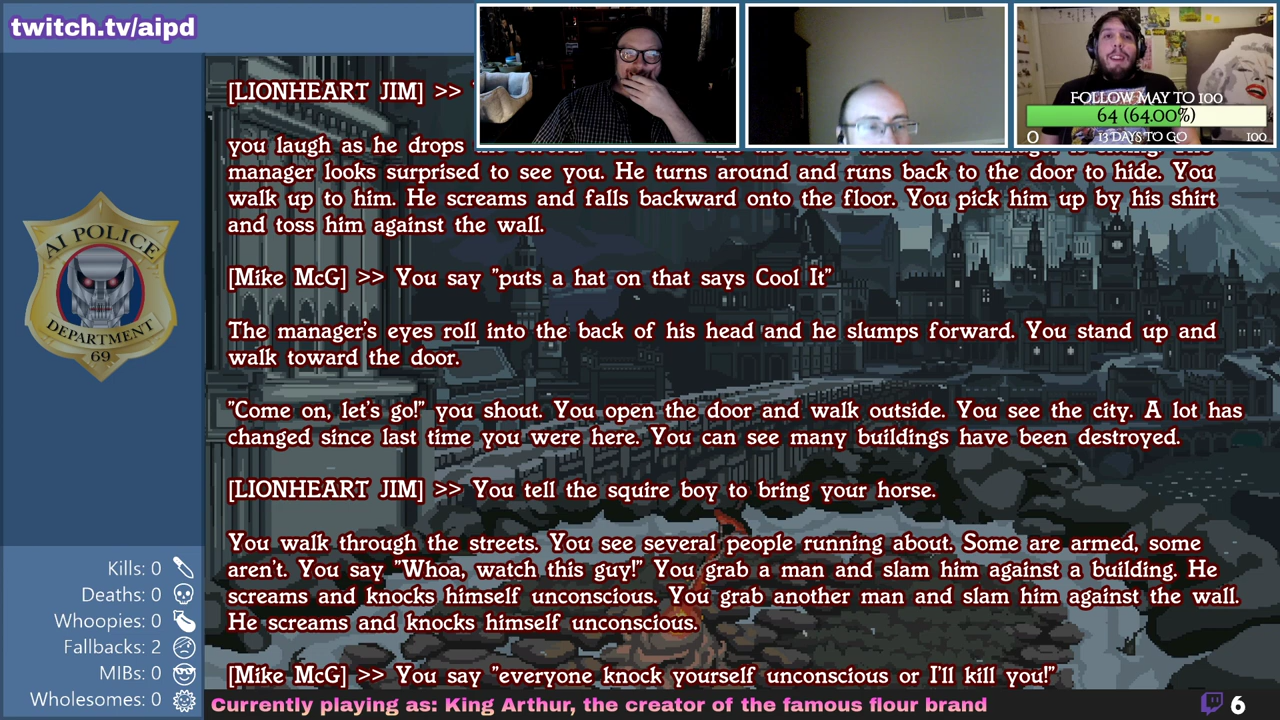 twitch.tv/aipd
FOLLOW MAY TO 100
64 (64.00%)
0 13 DAYS TO GO 100
[LIONHEART JIM] >>
you laugh as he drops
manager looks surprised to see you. He turns around and runs back to the door to hide. You
walk up to him. He screams and falls backward onto the floor. You pick him up by his shirt
and toss him against the wall.
[Mike McG] >> You say "puts a hat on that says Cool It"
The manager's eyes roll into the back of his head and he slumps forward. You stand up and
walk toward the door.
"Come on, let's go!" you shout. You open the door and walk outside. You see the city. A lot has
changed since last time you were here. You can see many buildings have been destroyed.
[LIONHEART JIM] >> You tell the squire boy to bring your horse.
You walk through the streets. You see several people running about. Some are armed, some
aren't. You say "Whoa, watch this guy!" You grab a man and slam him against a building. He
screams and knocks himself unconscious. You grab another man and slam him against the wall.
He screams and knocks himself unconscious.
[Mike McG] >> You say "everyone knock yourself unconscious or I'll kill you!"
AI POLICE
DEPARTMENT
69
Kills: 0
Deaths: 0
Whoopies: 0
Fallbacks: 2
MIBs: 0
Wholesomes: 0
Currently playing as: King Arthur, the creator of the famous flour brand
6